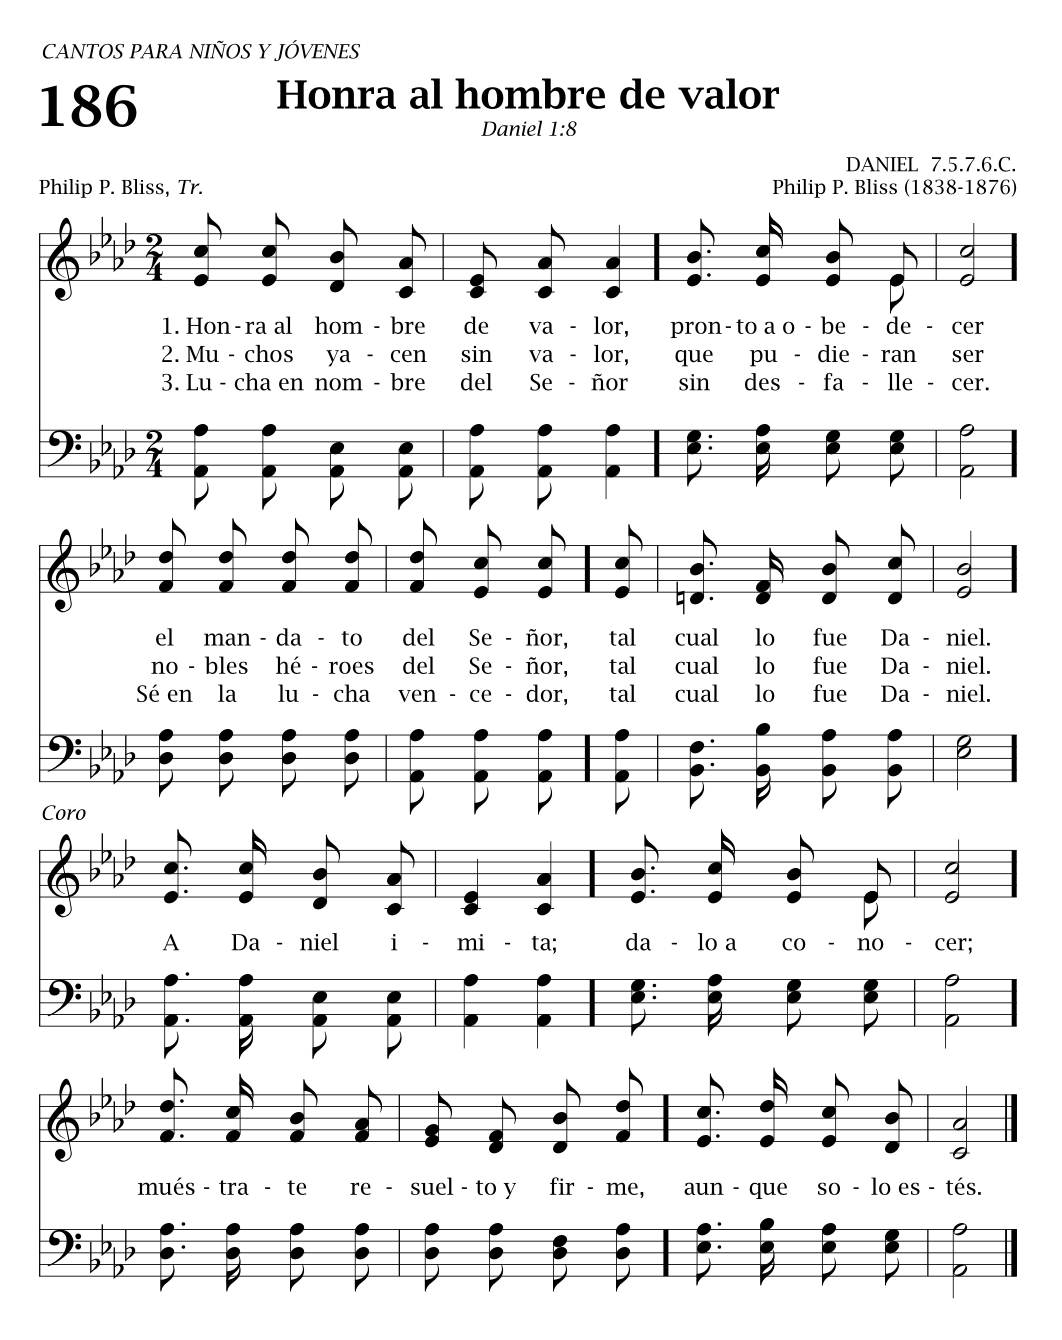 CANTOS PARA NIÑOS Y JÓVENES
186
Honra al hombre de valor
Daniel 1:8
DANIEL 7.5.7.6.C.
Philip P. Bliss, Tr.
Philip P. Bliss (1838-1876)
1. Hon - ra al hom - bre de va - lor, pron - to a o - be - de - cer
2. Mu - chos ya - cen sin va - lor, que pu - die - ran ser
3. Lu - cha en nom - bre del Se - ñor sin des - fa - lle - cer.
el man - da - to del Se - ñor, tal cual lo fue Da - niel.
no - bles hé - roes del Se - ñor, tal cual lo fue Da - niel.
Sé en la lu - cha ven - ce - dor, tal cual lo fue Da - niel.
Coro
A Da - niel i - mi - ta; da - lo a co - no - cer;
mués - tra - te re - suel - to y fir - me, aun - que so - lo es - tés.